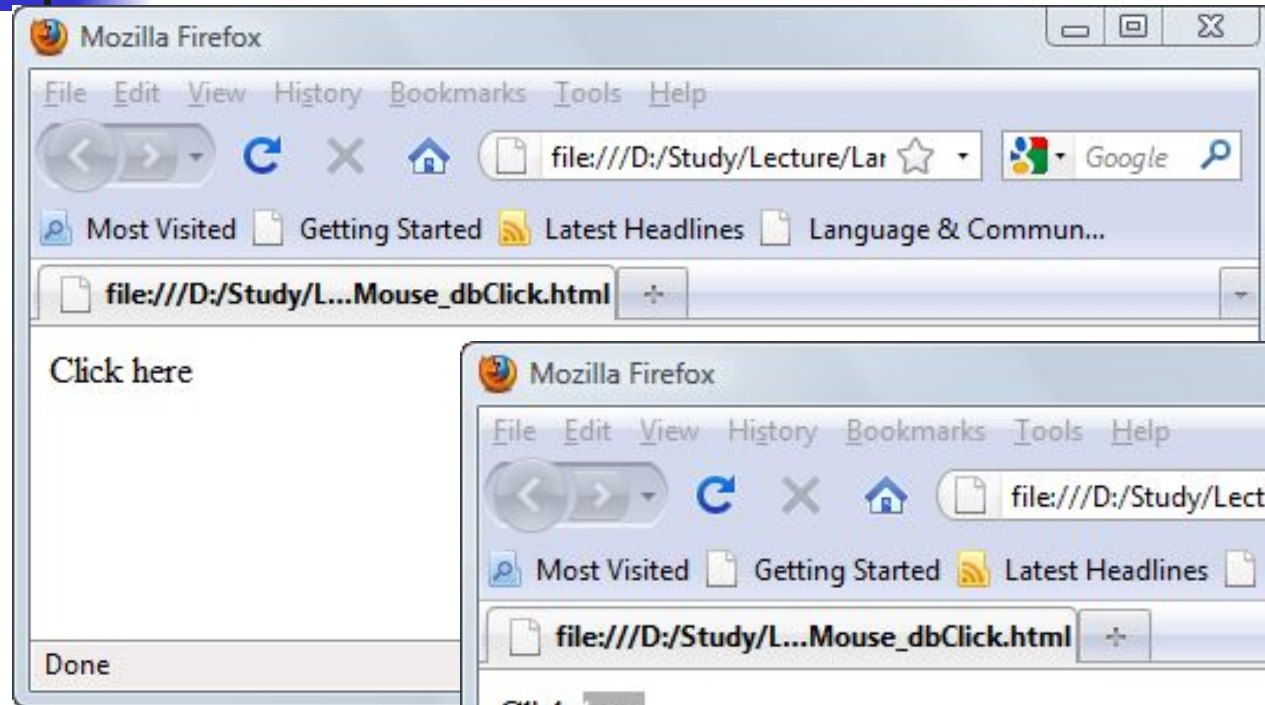 Mozilla Firefox
File Edit View History Bookmarks Tools Help
file:///D:/Study/Lecture/Lar Google
Most Visited Getting Started Latest Headlines Language & Commun...
file:///D:/Study/L...Mouse_dbClick.html
Click here
Done
Mozilla Firefox
File Edit View History Bookmarks Tools Help
file:///D:/Study/Lect
Most Visited Getting Started Latest Headlines
file:///D:/Study/L...Mouse_dbClick.html